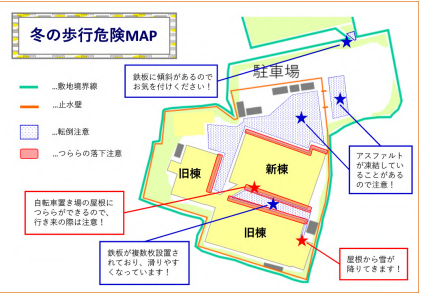 冬の歩行危険MAP
…敷地境界線
…止水壁
…転倒注意
…つららの落下注意
鉄板に傾斜があるので
お気を付けください！
駐車場
アスファルト
が凍結してい
ることがある
ので注意！
新棟
旧棟
自転車置き場の屋根に
つららができるので、
行き来の際は注意！
旧棟
鉄板が複数枚設置さ
れており、滑りやす
くなっています！
屋根から雪が
降りてきます！